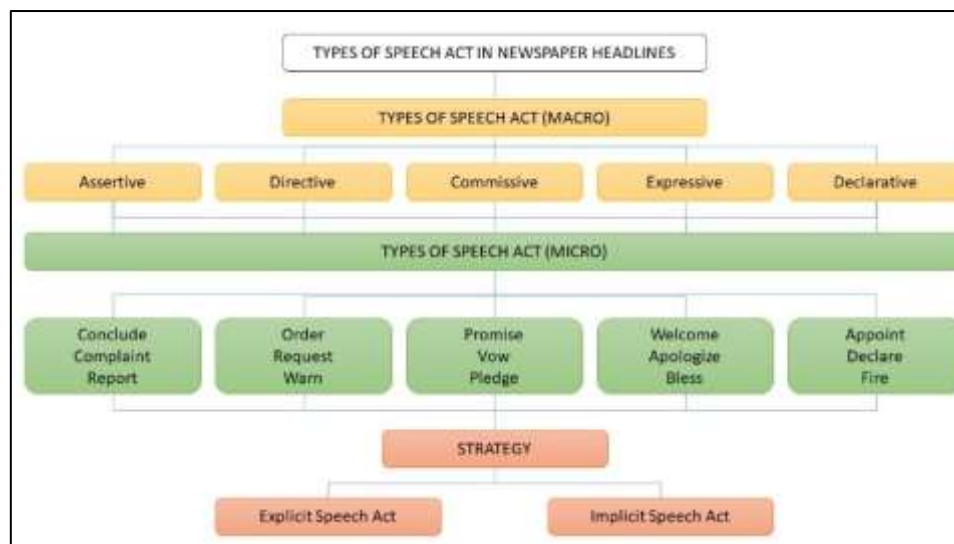 TYPES OF SPEECH ACT IN NEWSPAPER HEADLINES
TYPES OF SPEECH ACT (MACRO)
Assertive
Directive
Commissive
Expressive
Declarative
TYPES OF SPEECH ACT (MICRO)
Conclude
Complaint
Report
Order
Request
Warn
Promise
Vow
Pledge
Welcome
Apologize
Bless
Appoint
Declare
Fire
STRATEGY
Explicit Speech Act
Implicit Speech Act